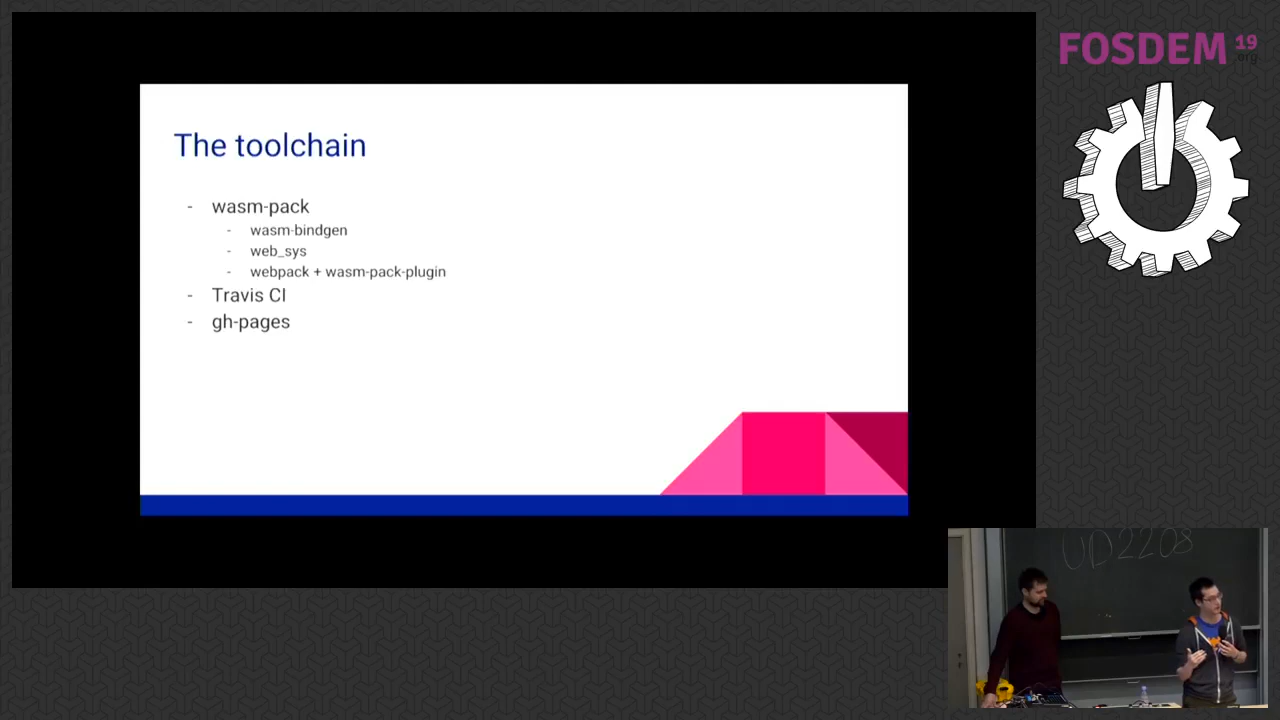 FOSDEM 19
.org
The toolchain
- wasm-pack
- wasm-bindgen
- web_sys
- webpack + wasm-pack-plugin
- Travis CI
- gh-pages
UD2208